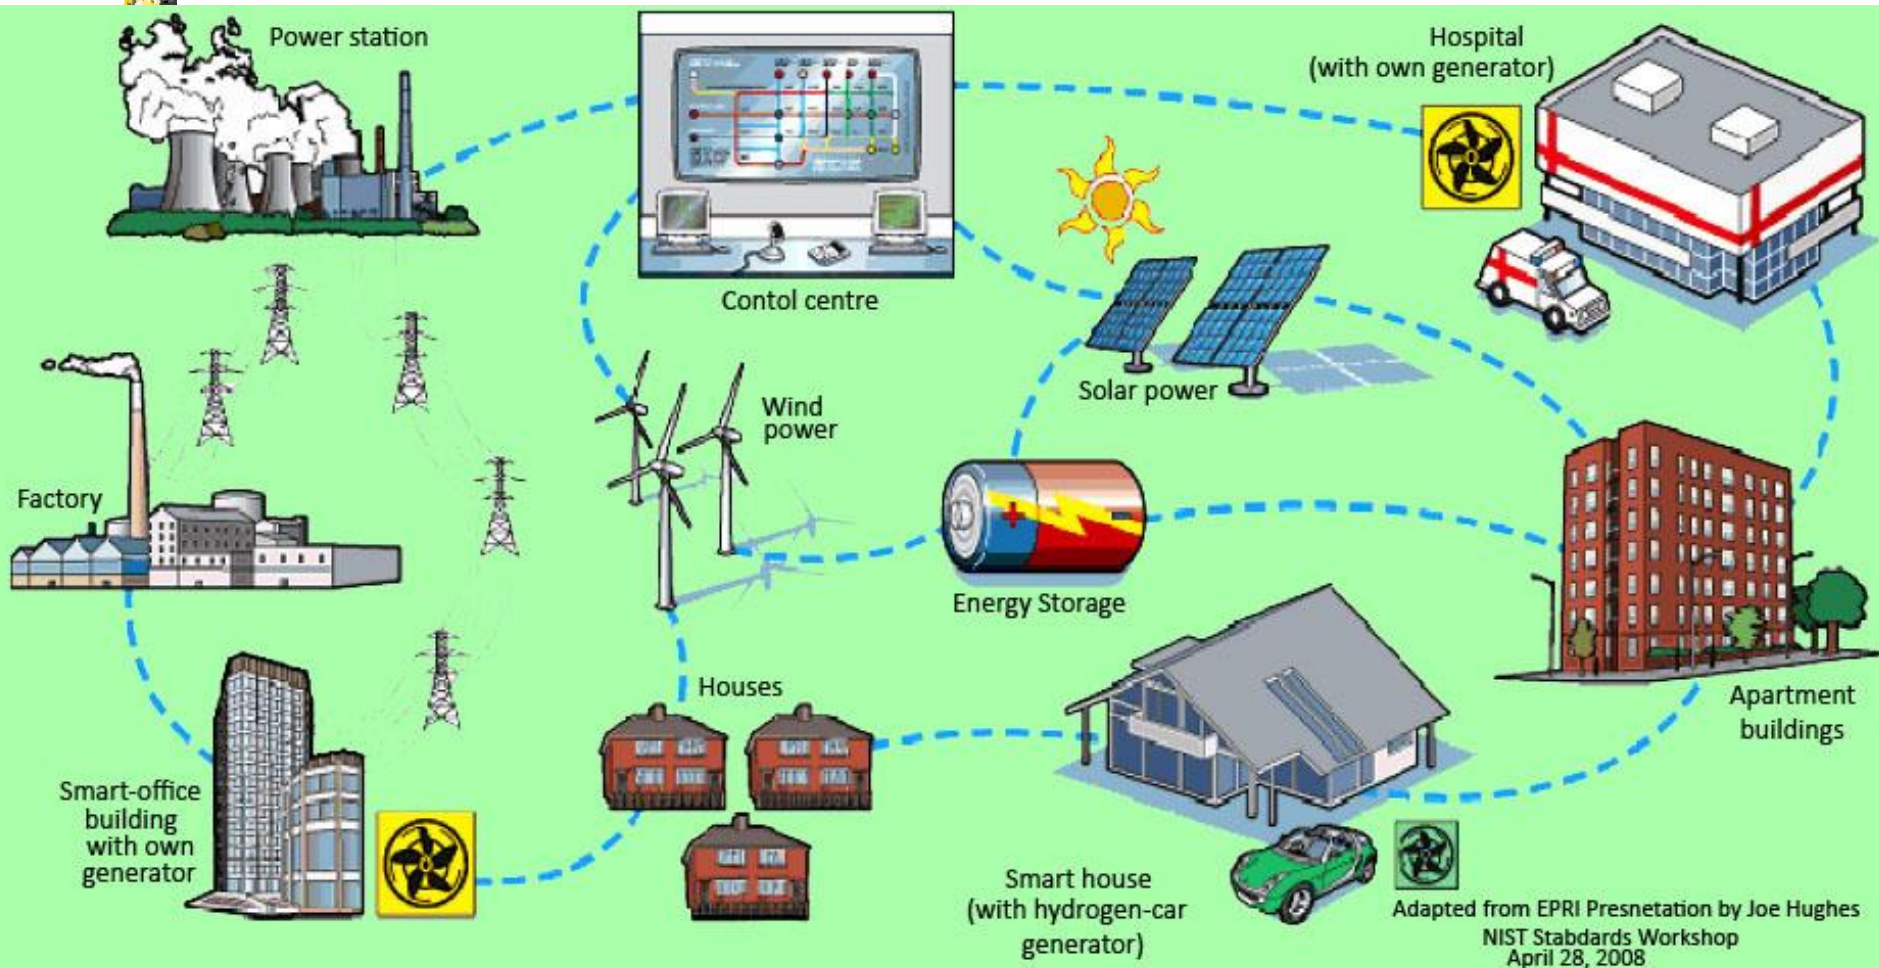 Power station
Hospital
(with own generator)
Contol centre
Solar power
Wind
power
Factory
Energy Storage
Houses
Apartment
buildings
Smart-office
building
with own
generator
Smart house
(with hydrogen-car
generator)
Adapted from EPRI Presnetation by Joe Hughes
NIST Stabdards Workshop
April 28, 2008